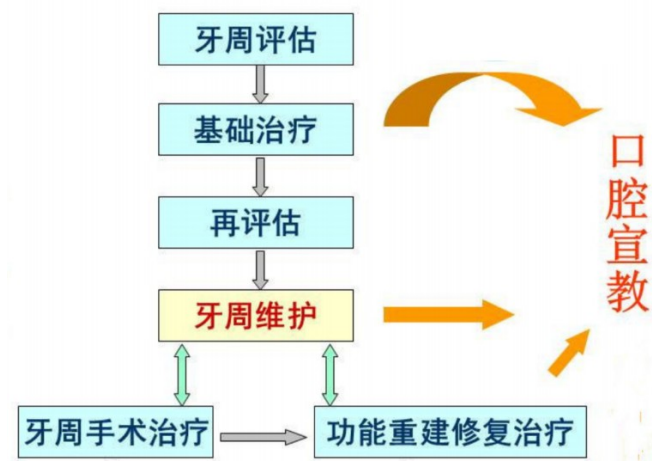 牙周评估
基础治疗
再评估
牙周维护
牙周手术治疗
功能重建修复治疗
口腔宣教